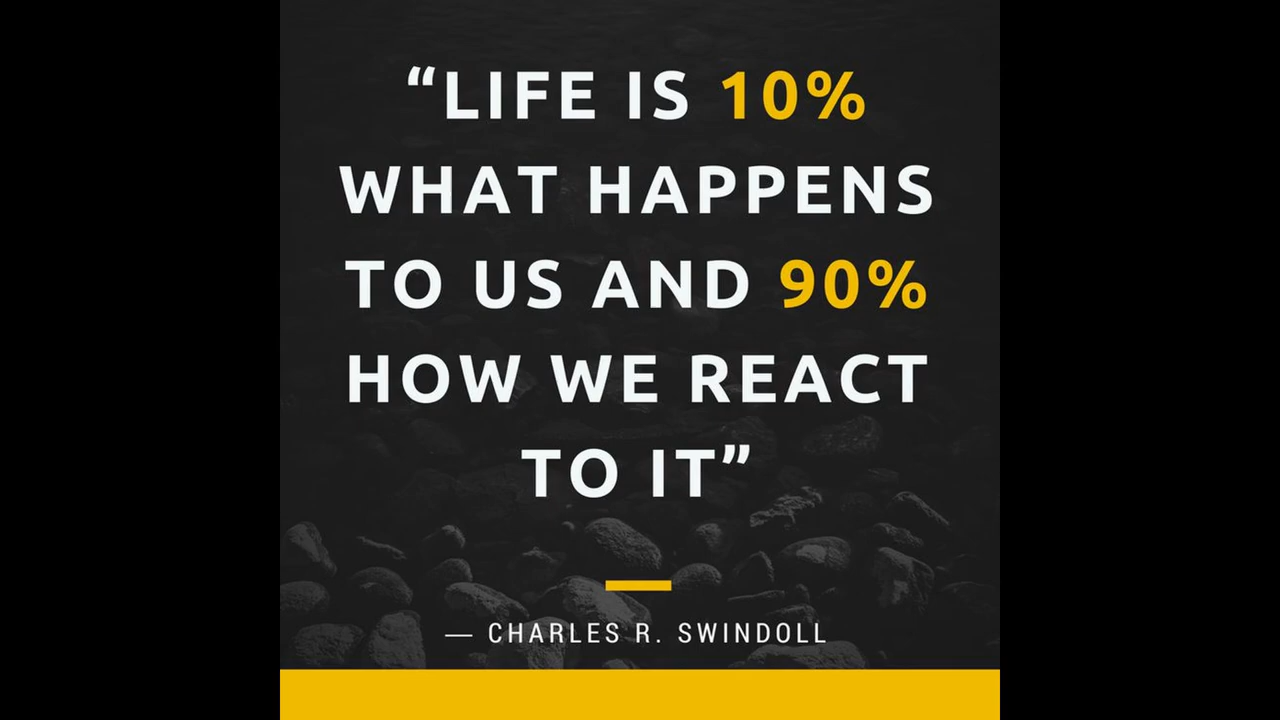 “LIFE IS 10%
WHAT HAPPENS
TO US AND 90%
HOW WE REACT
TO IT”
— CHARLES R. SWINDOLL